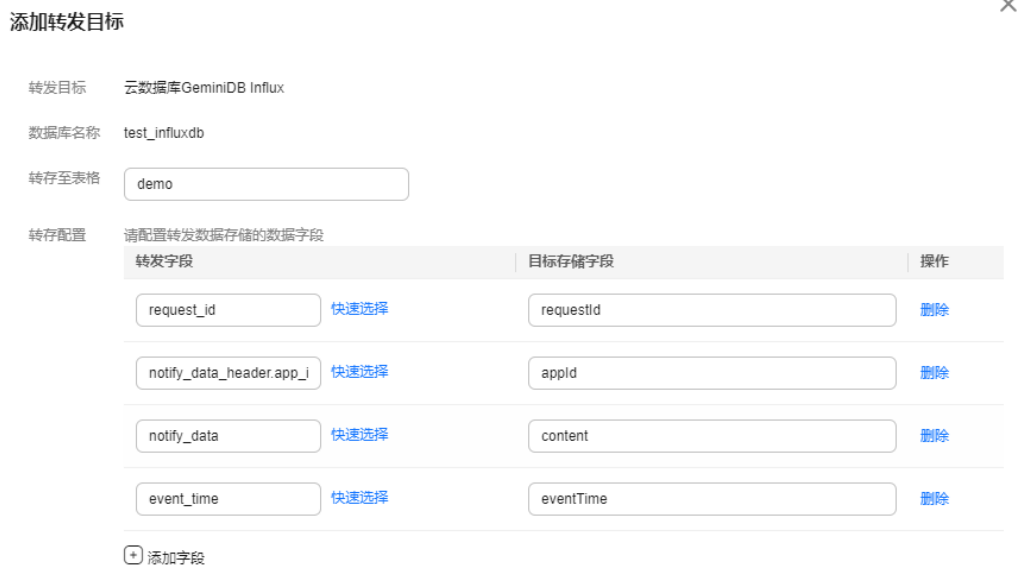 添加转发目标
转发目标 云数据库GeminiDB Influx
数据库名称 test_influxdb
转存至表格 demo
转存配置 请配置转发数据存储的数据字段
转发字段 目标存储字段 操作
request_id 快速选择 requestId 删除
notify_data_header.app_i 快速选择 appId 删除
notify_data 快速选择 content 删除
event_time 快速选择 eventTime 删除
添加字段